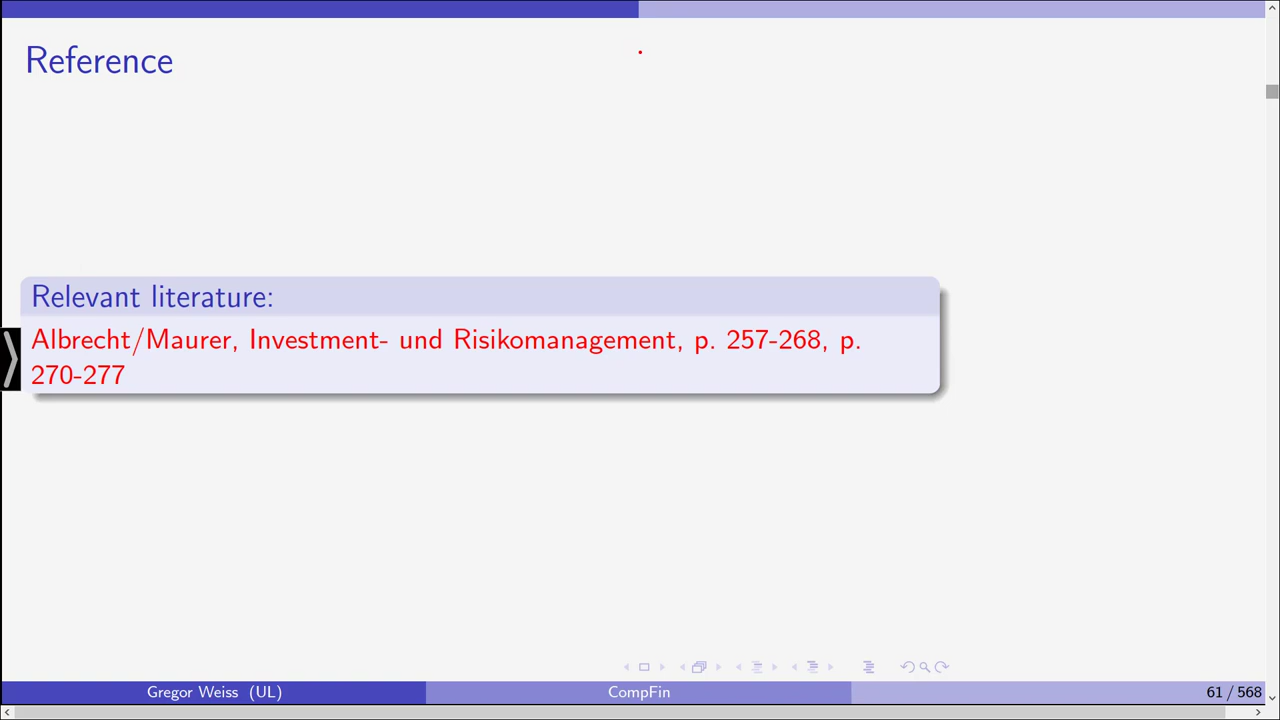 Reference
Relevant literature:
Albrecht/Maurer, Investment- und Risikomanagement, p. 257-268, p.
270-277
Gregor Weiss (UL)
CompFin
61 / 568